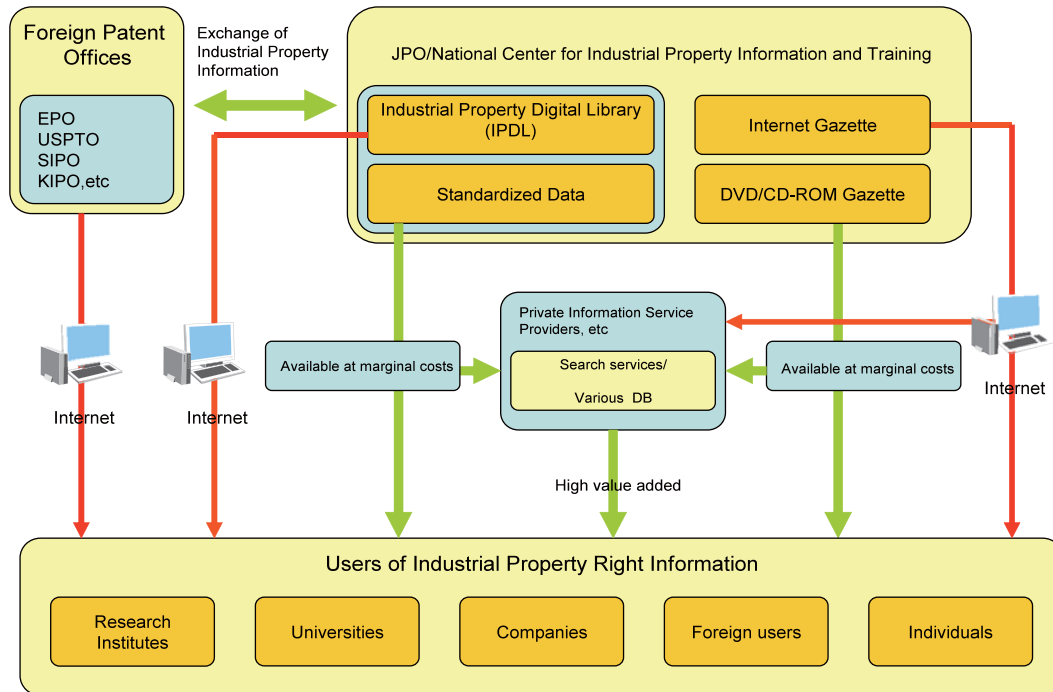 Foreign Patent
Offices
EPO
USPTO
SIPO
KIPO,etc
Exchange of
Industrial Property
Information
JPO/National Center for Industrial Property Information and Training
Industrial Property Digital Library
(IPDL)
Standardized Data
Internet Gazette
DVD/CD-ROM Gazette
Private Information Service
Providers, etc
Search services/
Various DB
Available at marginal costs
Available at marginal costs
Internet
Internet
Internet
High value added
Users of Industrial Property Right Information
Research
Institutes
Universities
Companies
Foreign users
Individuals